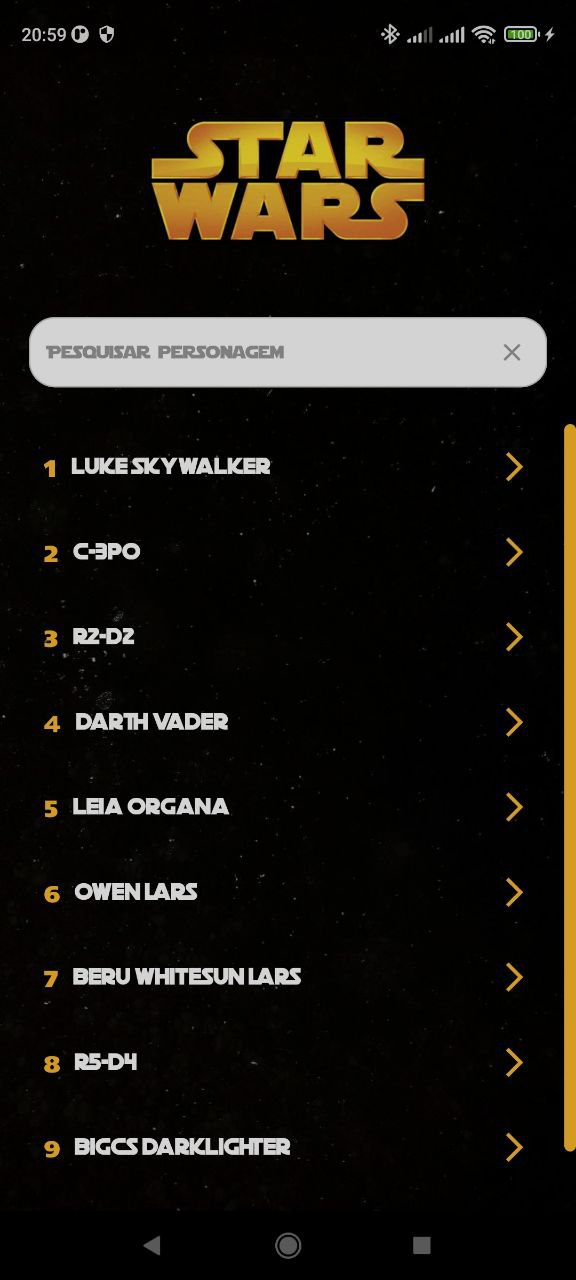 20:59
100
STAR
WARS
PESQUISAR PERSONAGEM
1 LUKE SKYWALKER
2 C-3PO
3 R2-D2
4 DARTH VADER
5 LEIA ORGANA
6 OWEN LARS
7 BERU WHITESUN LARS
8 R5-D4
9 BIGGS DARKLIGHTER